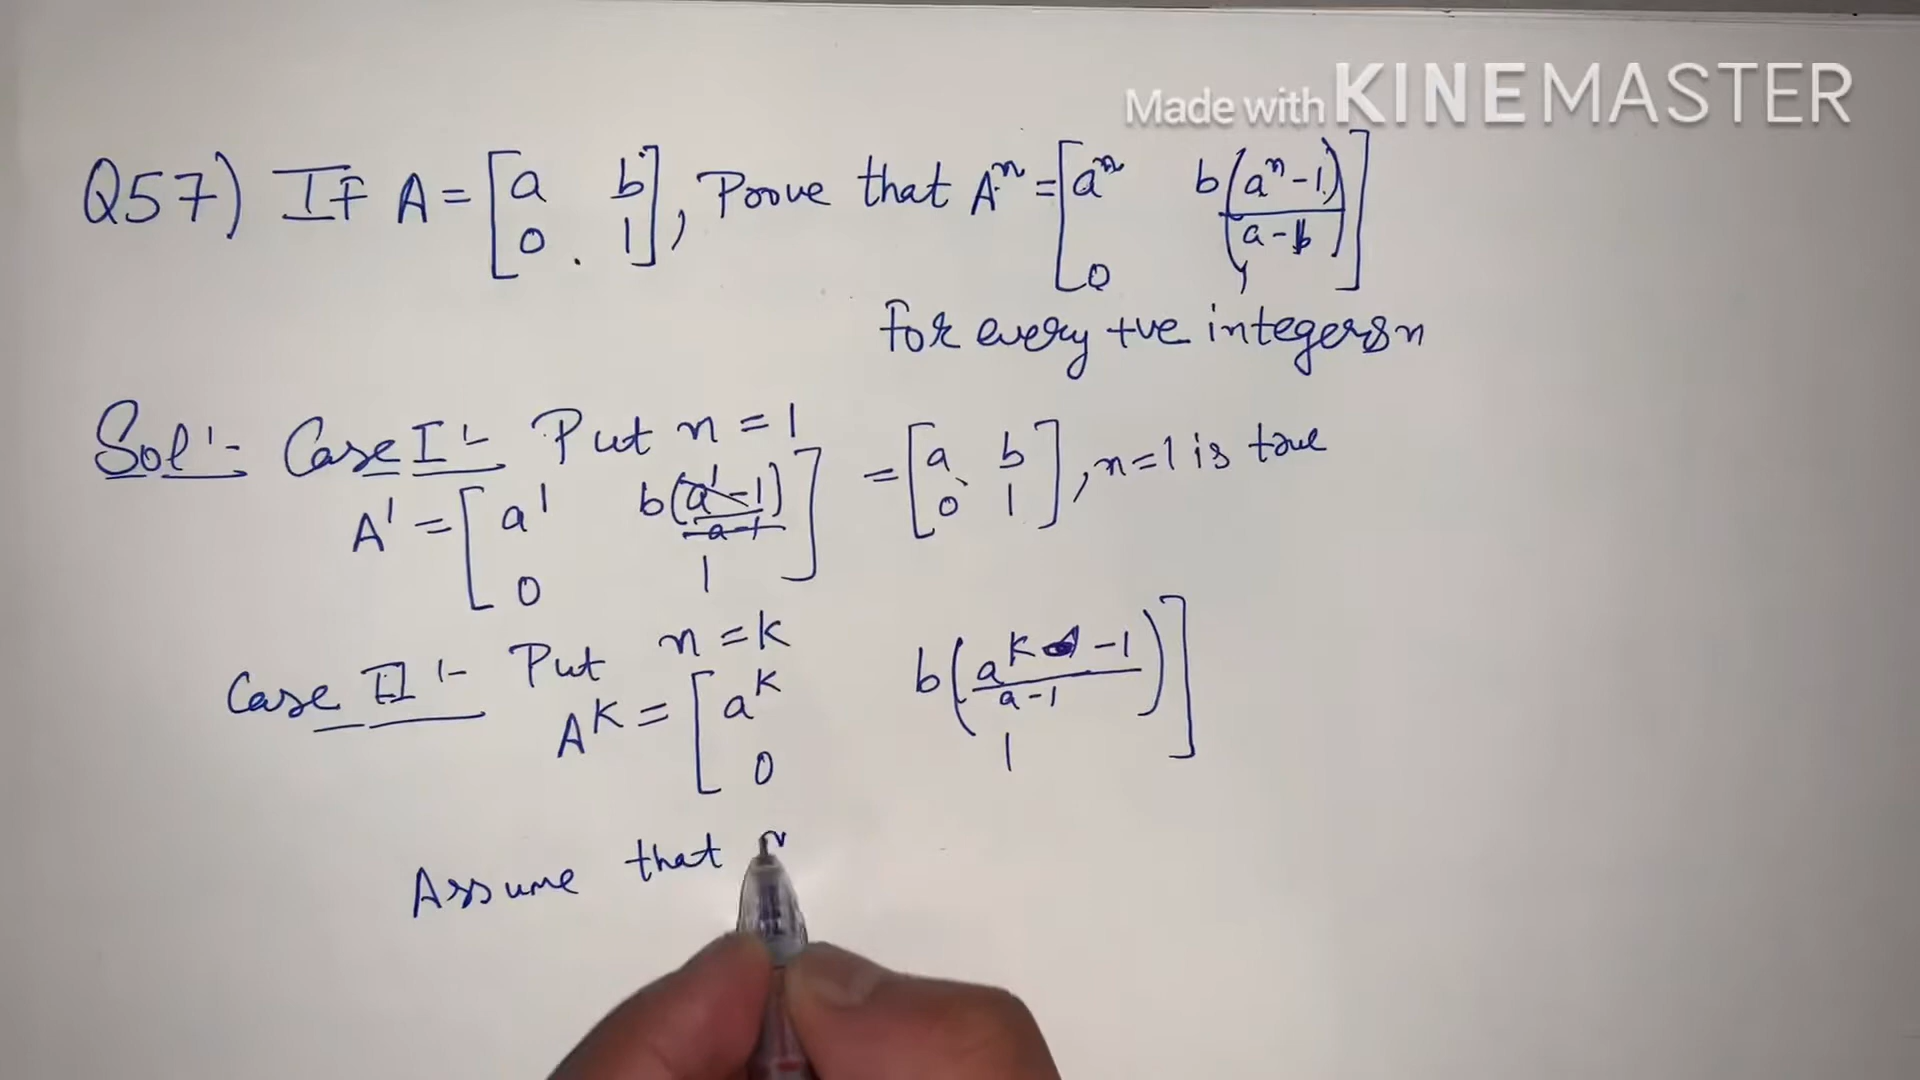 Made with KINEMASTER
Q57) If A = [a b; 0 1], Prove that Aⁿ = [aⁿ b(aⁿ-1)/(a-1); 0 1]
for every +ve integers n
Sol:- Case I:- Put n = 1
A¹ = [a¹ b(a¹-1)/(a-1); 0 1] = [a b; 0 1], n=1 is true
Case II:- Put n = K
Aᴷ = [aᴷ b(aᴷ-1/a-1); 0 1]
Assume that